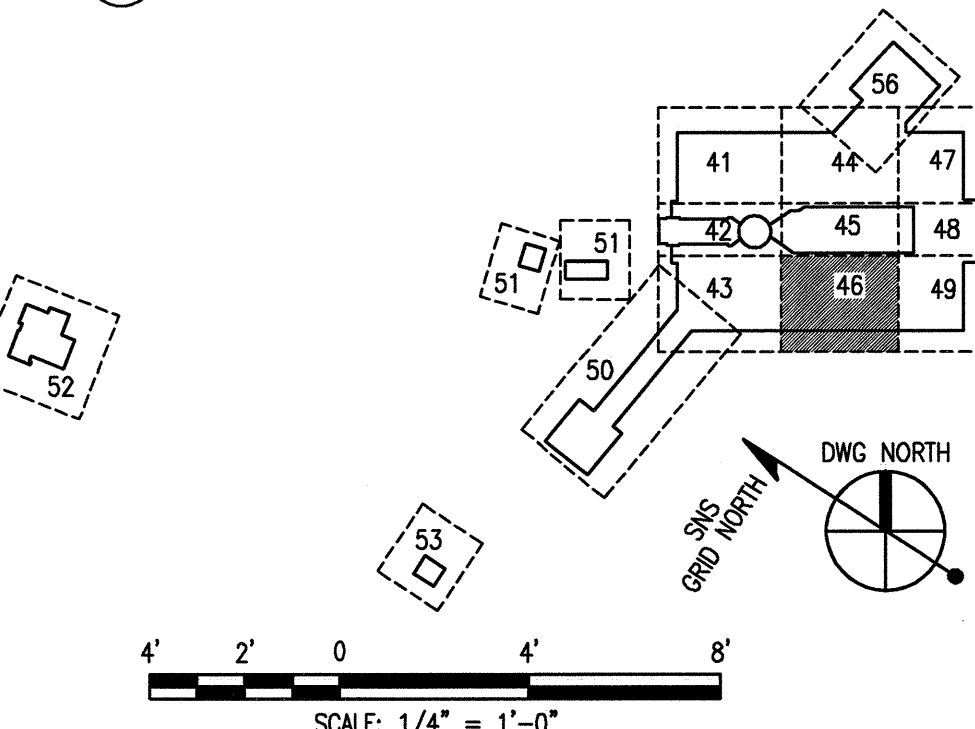 56
41 44 47
42 45 48
51 51
43 46 49
52
50
DWG NORTH
SNS
GRID NORTH
53
4' 2' 0 4' 8'
SCALE: 1/4" = 1'-0"